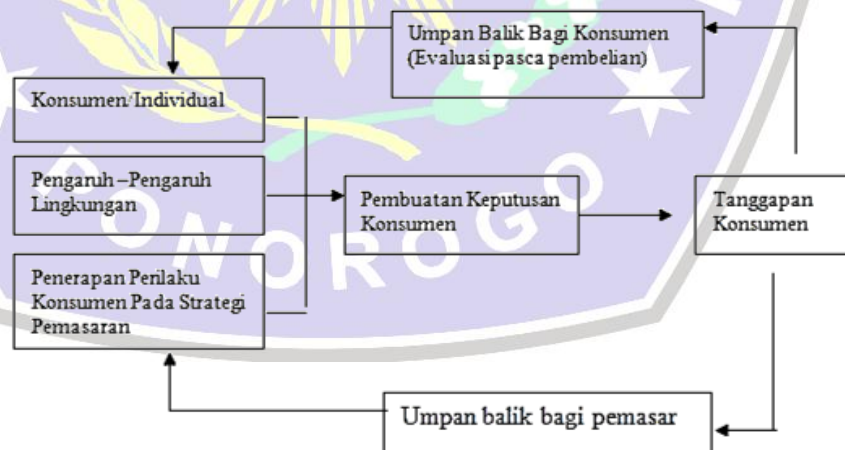 Umpan Balik Bagi Konsumen
(Evaluasi pasca pembelian)
Konsumen/Individual
Pengaruh –Pengaruh
Lingkungan
Pembuatan Keputusan
Konsumen
Tanggapan
Konsumen
Penerapan Perilaku
Konsumen Pada Strategi
Pemasaran
Umpan balik bagi pemasar
PONOROGO